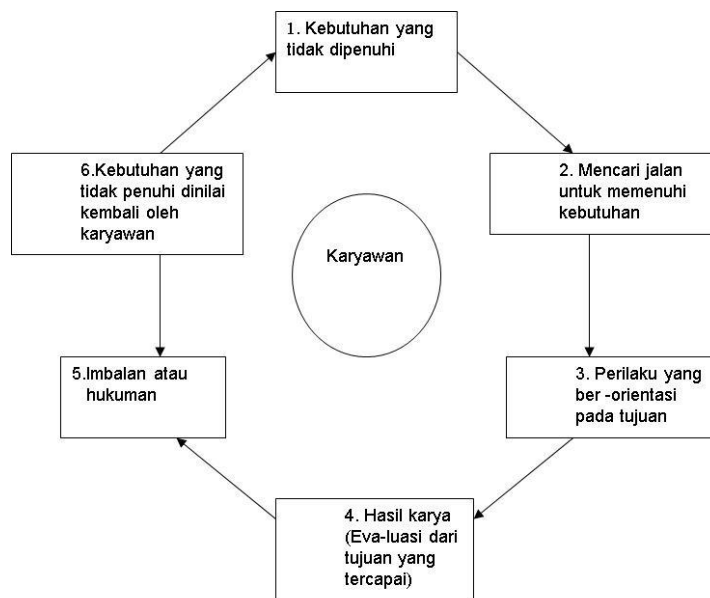 1. Kebutuhan yang
tidak dipenuhi
6.Kebutuhan yang
tidak penuhi dinilai
kembali oleh
karyawan
2. Mencari jalan
untuk memenuhi
kebutuhan
Karyawan
5.Imbalan atau
hukuman
3. Perilaku yang
ber -orientasi
pada tujuan
4. Hasil karya
(Eva-luasi dari
tujuan yang
tercapai)